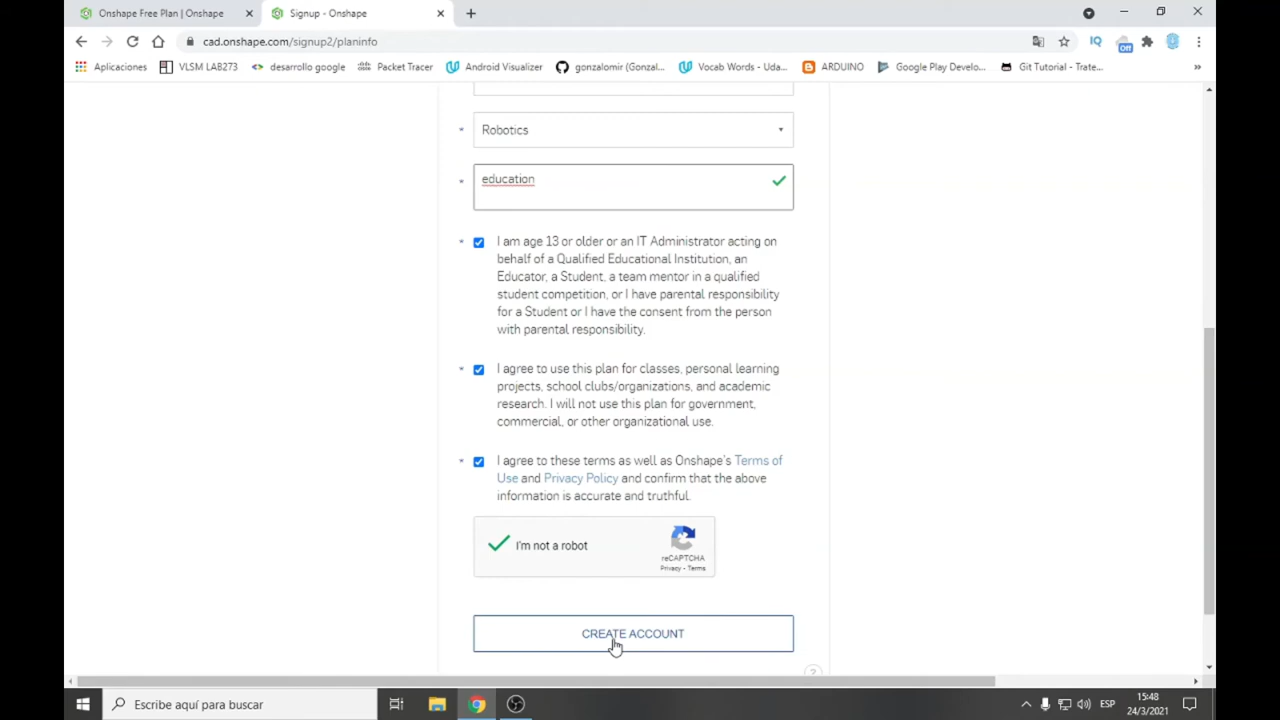 Onshape Free Plan | Onshape
Signup - Onshape
cad.onshape.com/signup2/planinfo
Off
Aplicaciones
VLSM LAB273
desarrollo google
Packet Tracer
Android Visualizer
gonzalomir (Gonzal...
Vocab Words - Uda...
ARDUINO
Google Play Develo...
Git Tutorial - Trate...
Robotics
education
* I am age 13 or older or an IT Administrator acting on
behalf of a Qualified Educational Institution, an
Educator, a Student, a team mentor in a qualified
student competition, or I have parental responsibility
for a Student or I have the consent from the person
with parental responsibility.
* I agree to use this plan for classes, personal learning
projects, school clubs/organizations, and academic
research. I will not use this plan for government,
commercial, or other organizational use.
* I agree to these terms as well as Onshape's Terms of
Use and Privacy Policy and confirm that the above
information is accurate and truthful.
I'm not a robot
reCAPTCHA
Privacy - Terms
CREATE ACCOUNT
?
Escribe aquí para buscar
ESP
15:48
24/3/2021